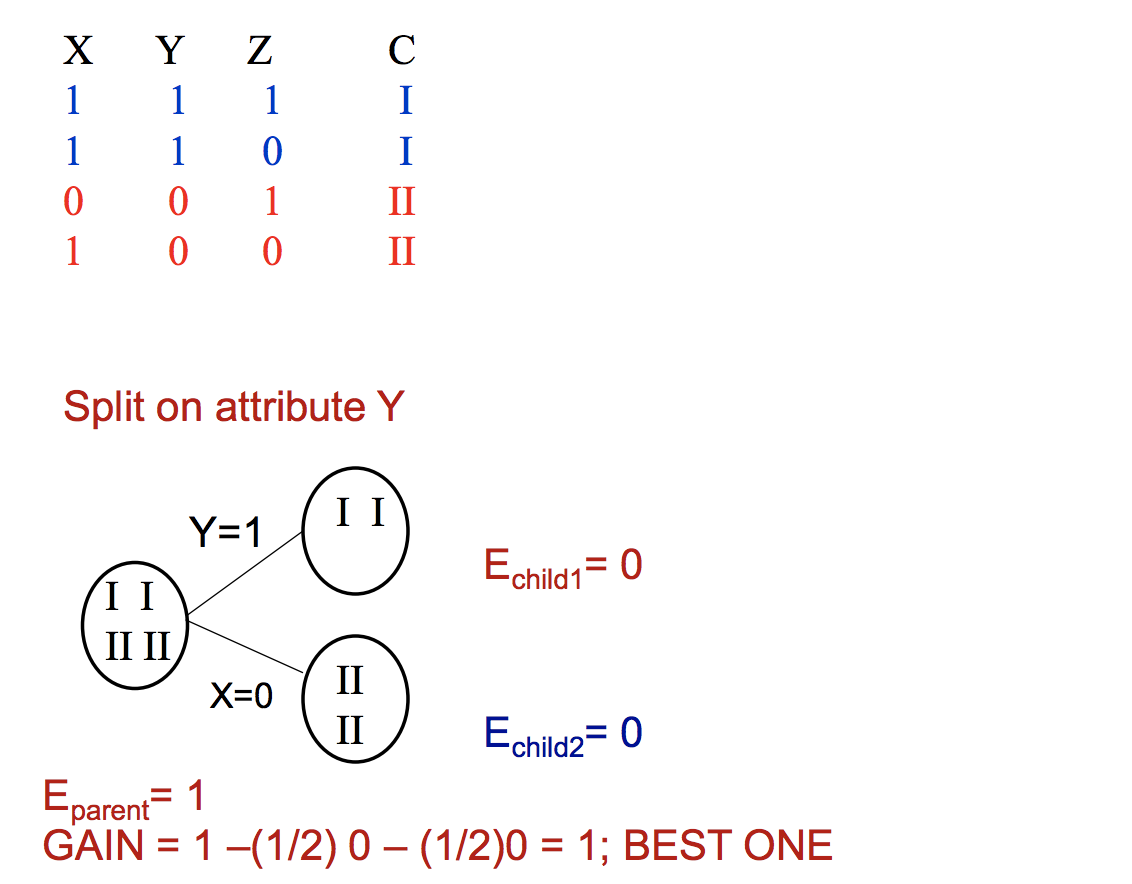 X Y Z C
1 1 1 I
1 1 0 I
0 0 1 II
1 0 0 II
Split on attribute Y
Y=1
I I
Echild1= 0
I I
II II
X=0
II
II
Echild2= 0
Eparent= 1
GAIN = 1 –(1/2) 0 – (1/2)0 = 1; BEST ONE